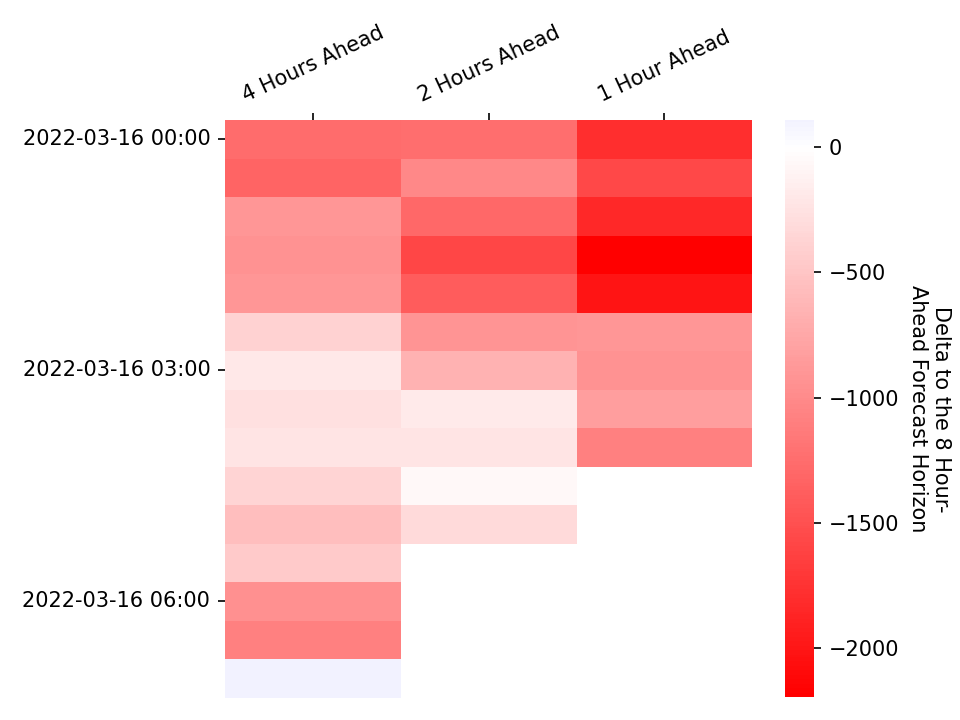 4 Hours Ahead
2 Hours Ahead
1 Hour Ahead
2022-03-16 00:00
2022-03-16 03:00
2022-03-16 06:00
0
−500
−1000
−1500
−2000
Delta to the 8 Hour-
Ahead Forecast Horizon